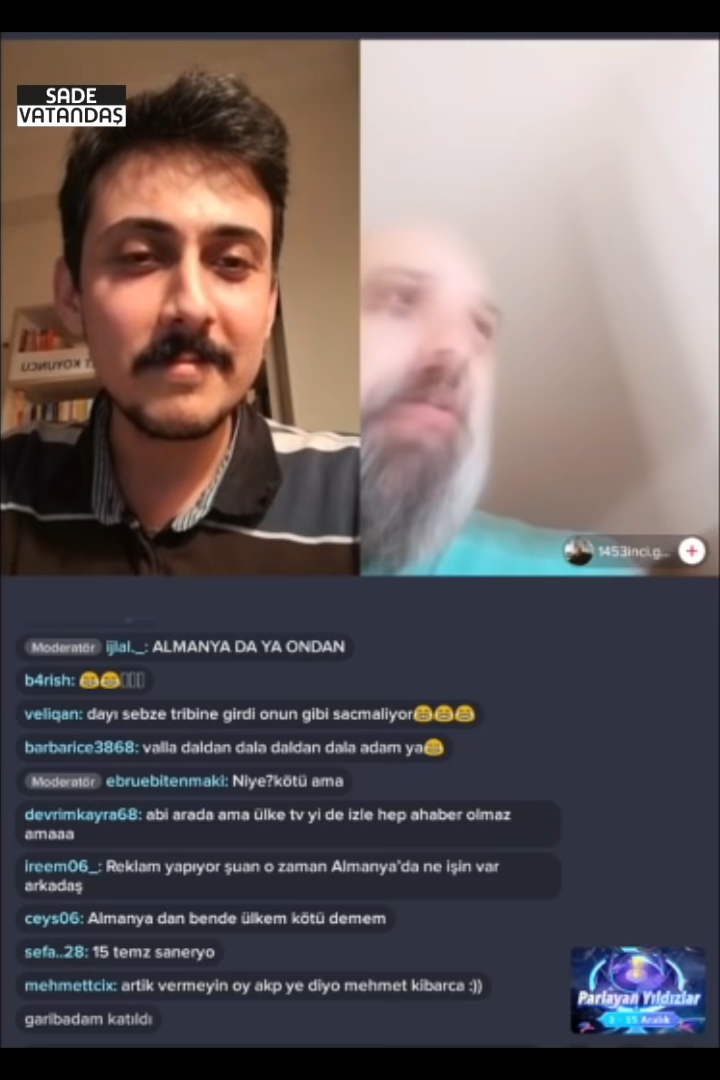 SADE
VATANDAŞ
KOYUNCU
1453inci.g...
Moderatör ijlal._: ALMANYA DA YA ONDAN
b4rish: 😂😂
veliqan: dayı sebze tribine girdi onun gibi sacmaliyor😂😂😂
barbarice3868: valla daldan dala daldan dala adam ya😂
Moderatör ebruebitenmaki: Niye?kötü ama
devrimkayra68: abi arada ama ülke tv yi de izle hep ahaber olmaz
amaaa
ireem06_: Reklam yapıyor şuan o zaman Almanya'da ne işin var
arkadaş
ceys06: Almanya dan bende ülkem kötü demem
sefa..28: 15 temz saneryo
mehmettcix: artik vermeyin oy akp ye diyo mehmet kibarca :))
garibadam katıldı
Parlayan Yıldızlar